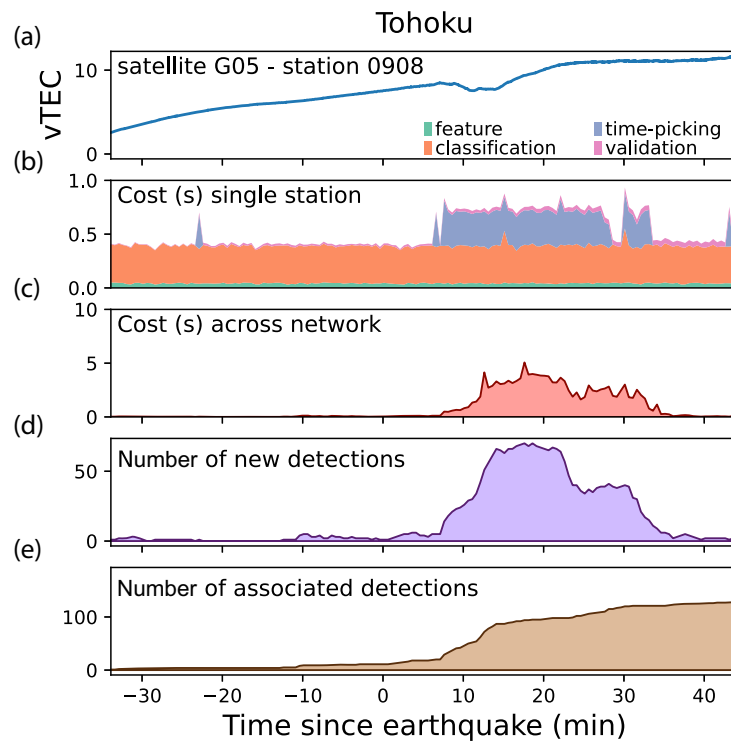 Tohoku
(a)
satellite G05 - station 0908
vTEC
10
0
feature
time-picking
classification
validation
(b)
Cost (s) single station
1.0
0.5
0.0
(c)
Cost (s) across network
10
5
0
(d)
Number of new detections
50
0
(e)
Number of associated detections
100
0
−30 −20 −10 0 10 20 30 40
Time since earthquake (min)